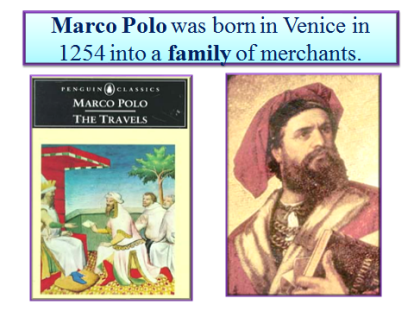 Marco Polo was born in Venice in
1254 into a family of merchants.
PENGUIN CLASSICS
MARCO POLO
THE TRAVELS